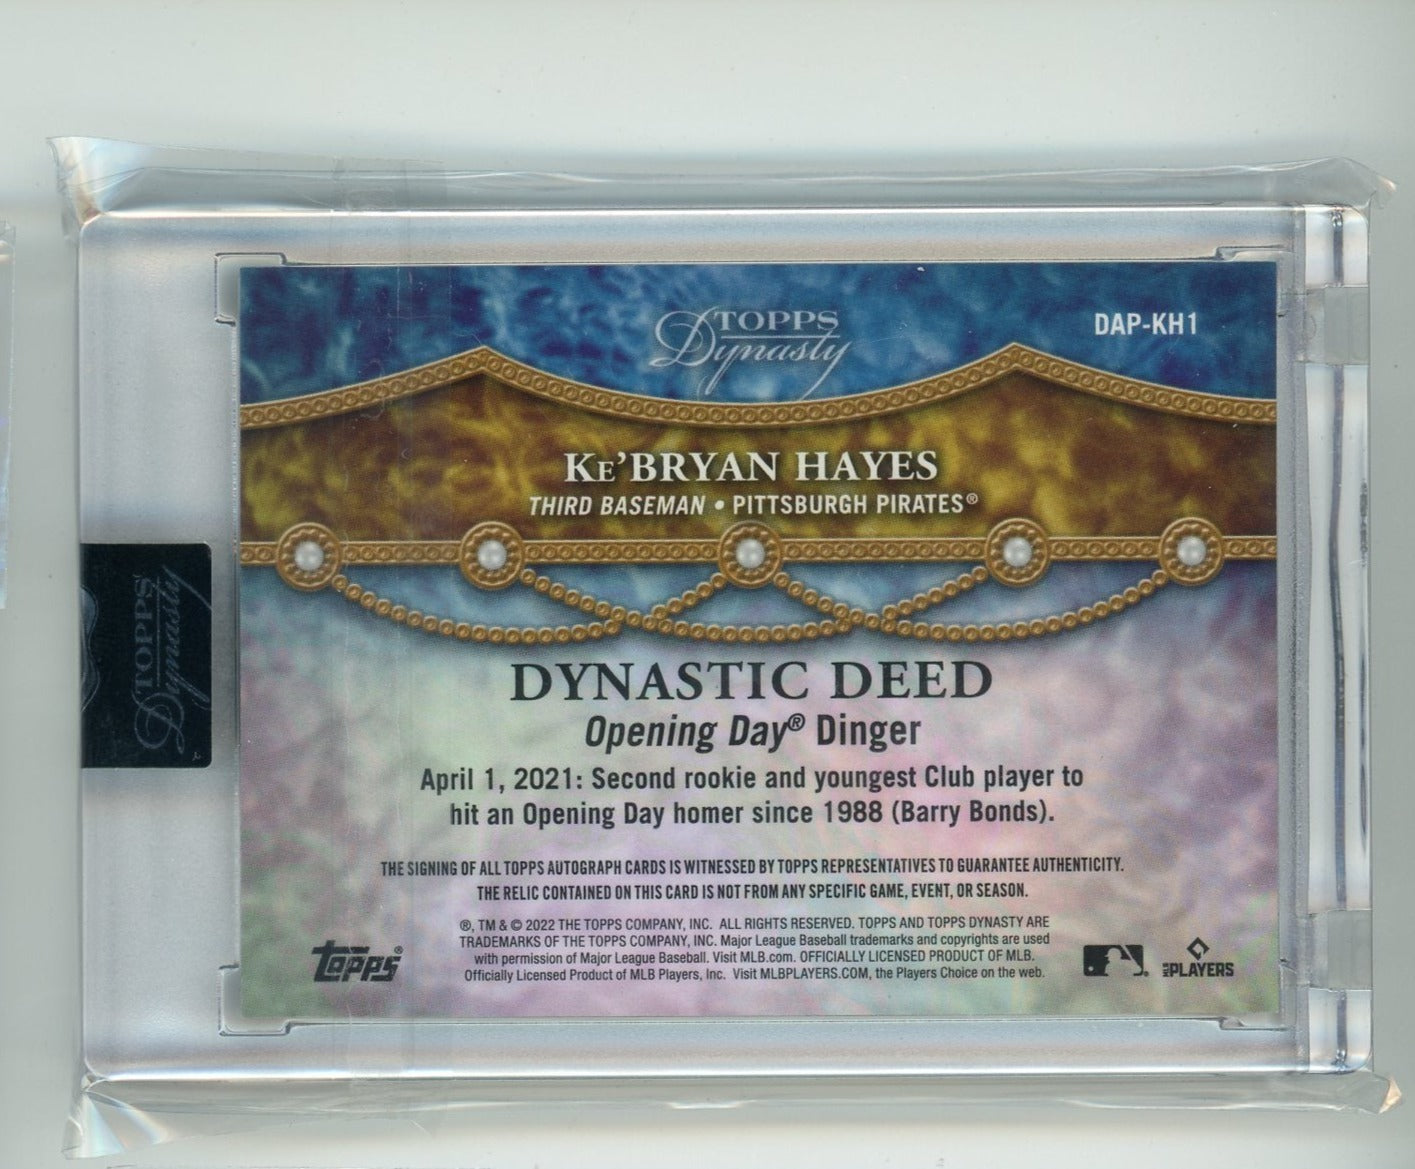 TOPPS
Dynasty
DAP-KH1
KE'BRYAN HAYES
THIRD BASEMAN • PITTSBURGH PIRATES®
TOPPS
Dynasty
DYNASTIC DEED
Opening Day® Dinger
April 1, 2021: Second rookie and youngest Club player to
hit an Opening Day homer since 1988 (Barry Bonds).
THE SIGNING OF ALL TOPPS AUTOGRAPH CARDS IS WITNESSED BY TOPPS REPRESENTATIVES TO GUARANTEE AUTHENTICITY.
THE RELIC CONTAINED ON THIS CARD IS NOT FROM ANY SPECIFIC GAME, EVENT, OR SEASON.
®, TM & © 2022 THE TOPPS COMPANY, INC. ALL RIGHTS RESERVED. TOPPS AND TOPPS DYNASTY ARE
TRADEMARKS OF THE TOPPS COMPANY, INC. Major League Baseball trademarks and copyrights are used
with permission of Major League Baseball. Visit MLB.com. OFFICIALLY LICENSED PRODUCT OF MLB.
Officially Licensed Product of MLB Players, Inc. Visit MLBPLAYERS.COM, the Players Choice on the web.
Topps®
MLB PLAYERS